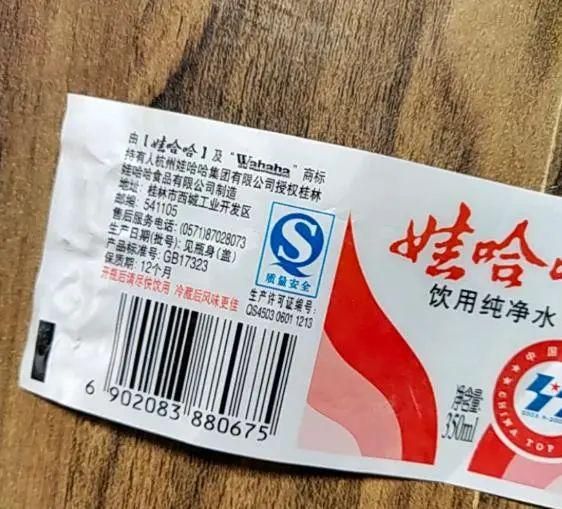 由【娃哈哈】及"Wahaha"商标
持有人杭州娃哈哈集团有限公司授权桂林
娃哈哈食品有限公司制造
地址: 桂林市西城工业开发区
邮编: 541105
售后服务电话: (0571)87028073
生产日期(批号): 见瓶身(盖)
产品标准号: GB17323
保质期: 12个月
开瓶后请尽快饮用 冷藏后风味更佳
质量安全
生产许可证编号:
QS4503 0601 1213
6 902083 880675
娃哈
饮用纯净水
净含量:
350ml
中国
CHINA TOP